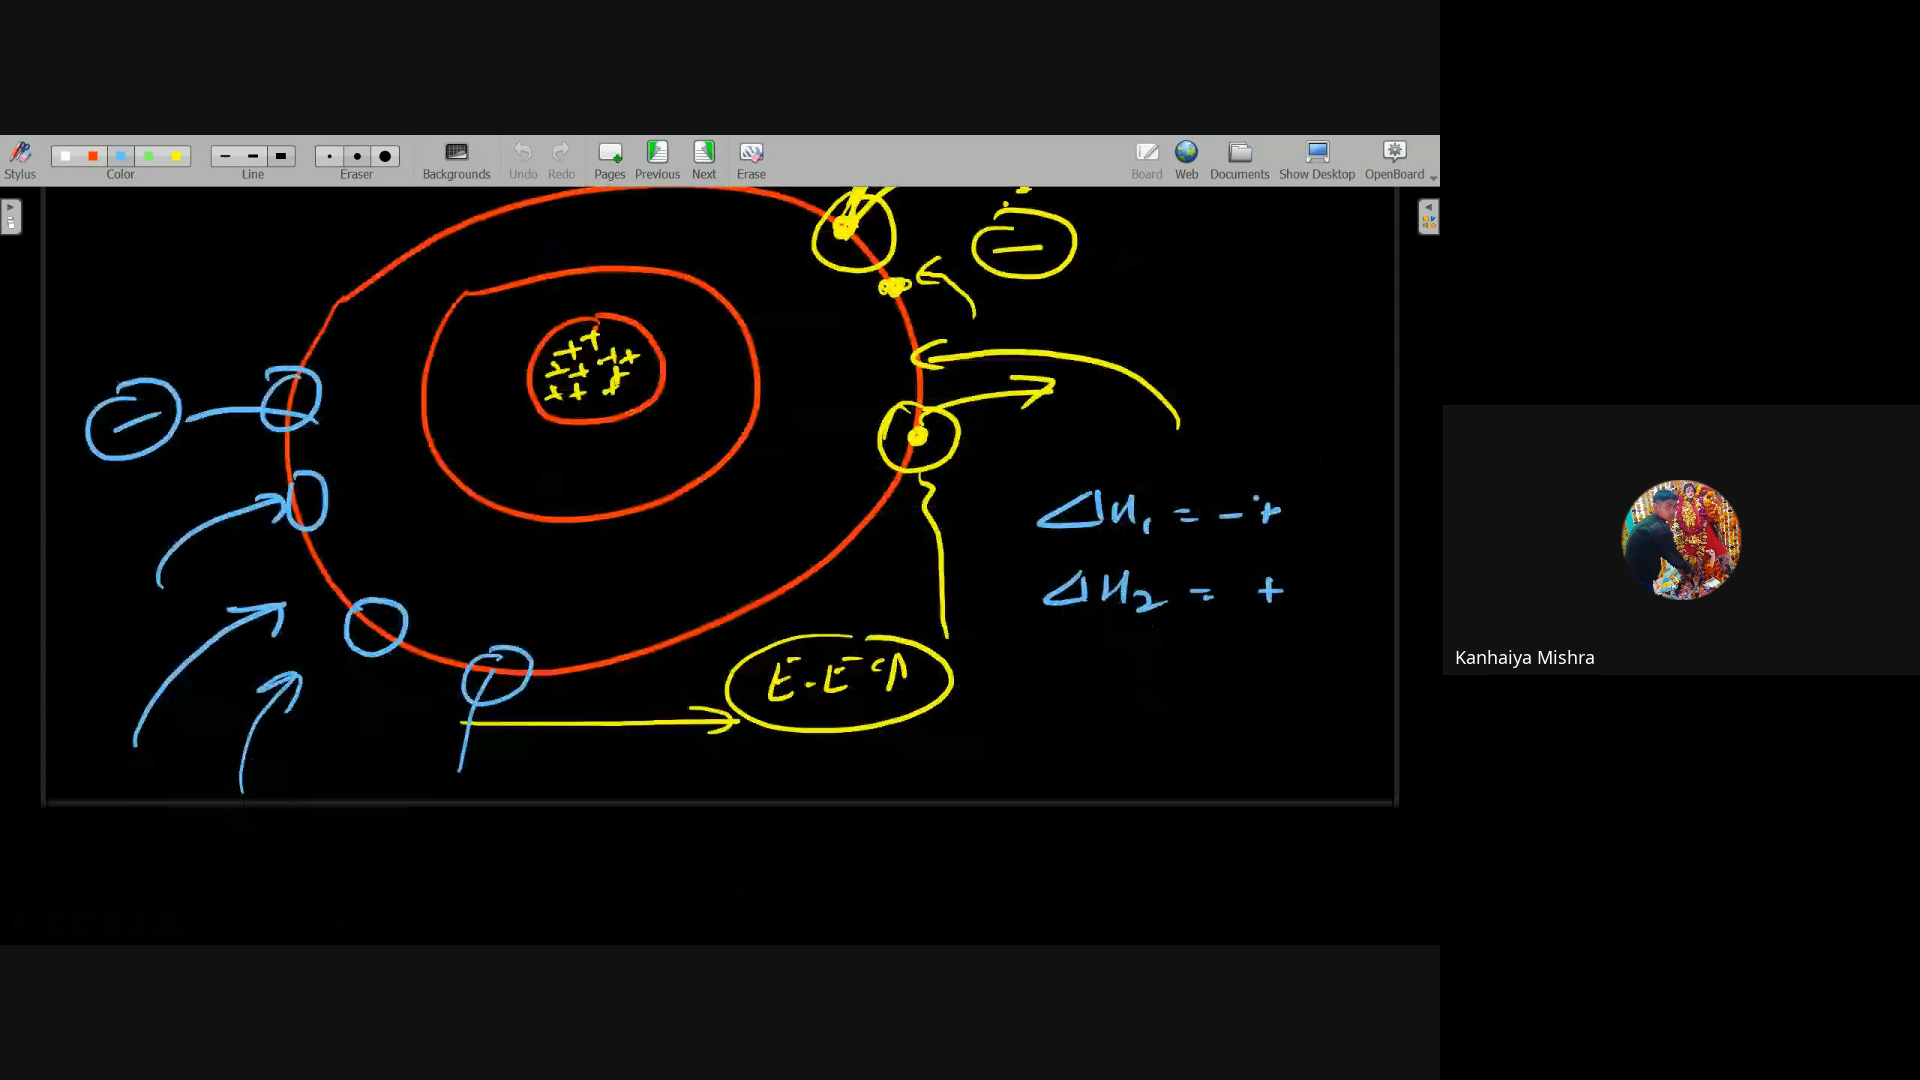 Stylus
Color
Line
Eraser
Backgrounds
Undo
Redo
Pages
Previous
Next
Erase
Board
Web
Documents
Show Desktop
OpenBoard
ΔH₁ = - +
ΔH₂ = +
Kanhaiya Mishra